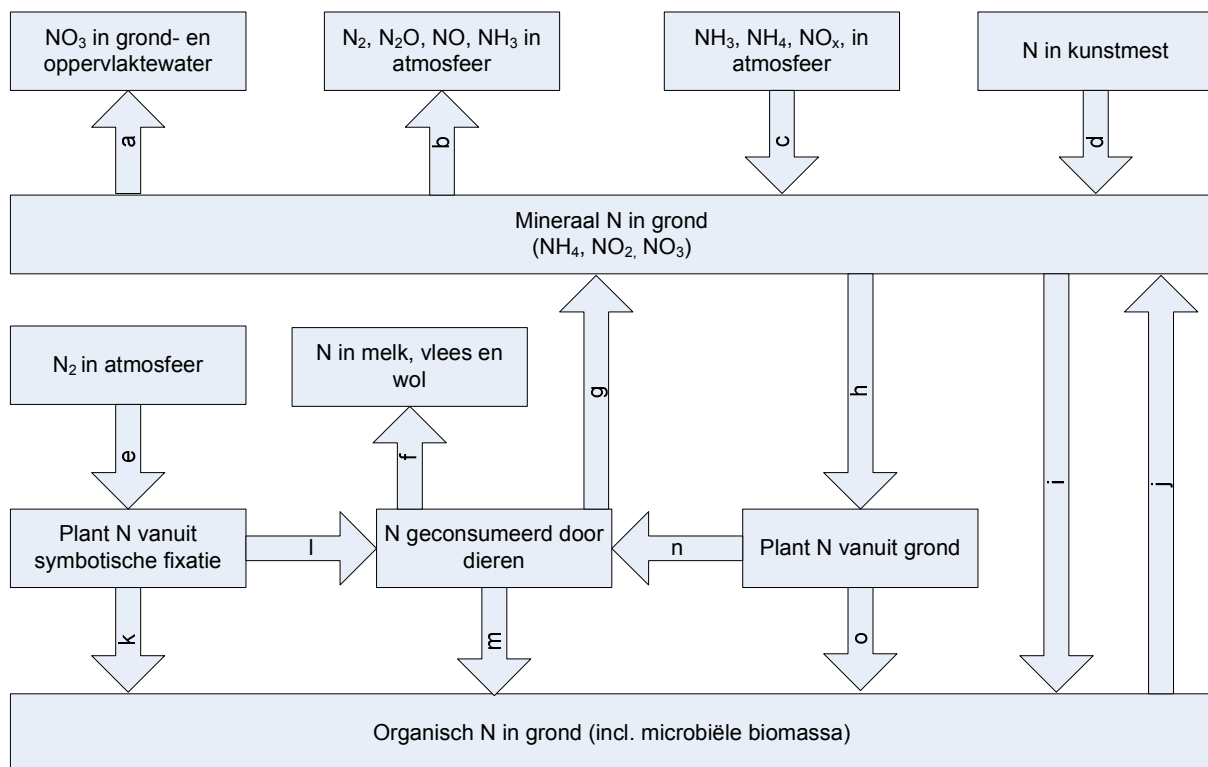 NO₃ in grond- en
oppervlaktewater
N₂, N₂O, NO, NH₃ in
atmosfeer
NH₃, NH₄, NOₓ, in
atmosfeer
N in kunstmest
a
b
c
d
Mineraal N in grond
(NH₄, NO₂, NO₃)
N₂ in atmosfeer
N in melk, vlees en
wol
g
h
e
f
i
j
Plant N vanuit
symbotische fixatie
l
N geconsumeerd door
dieren
n
Plant N vanuit grond
k
m
o
Organisch N in grond (incl. microbiële biomassa)